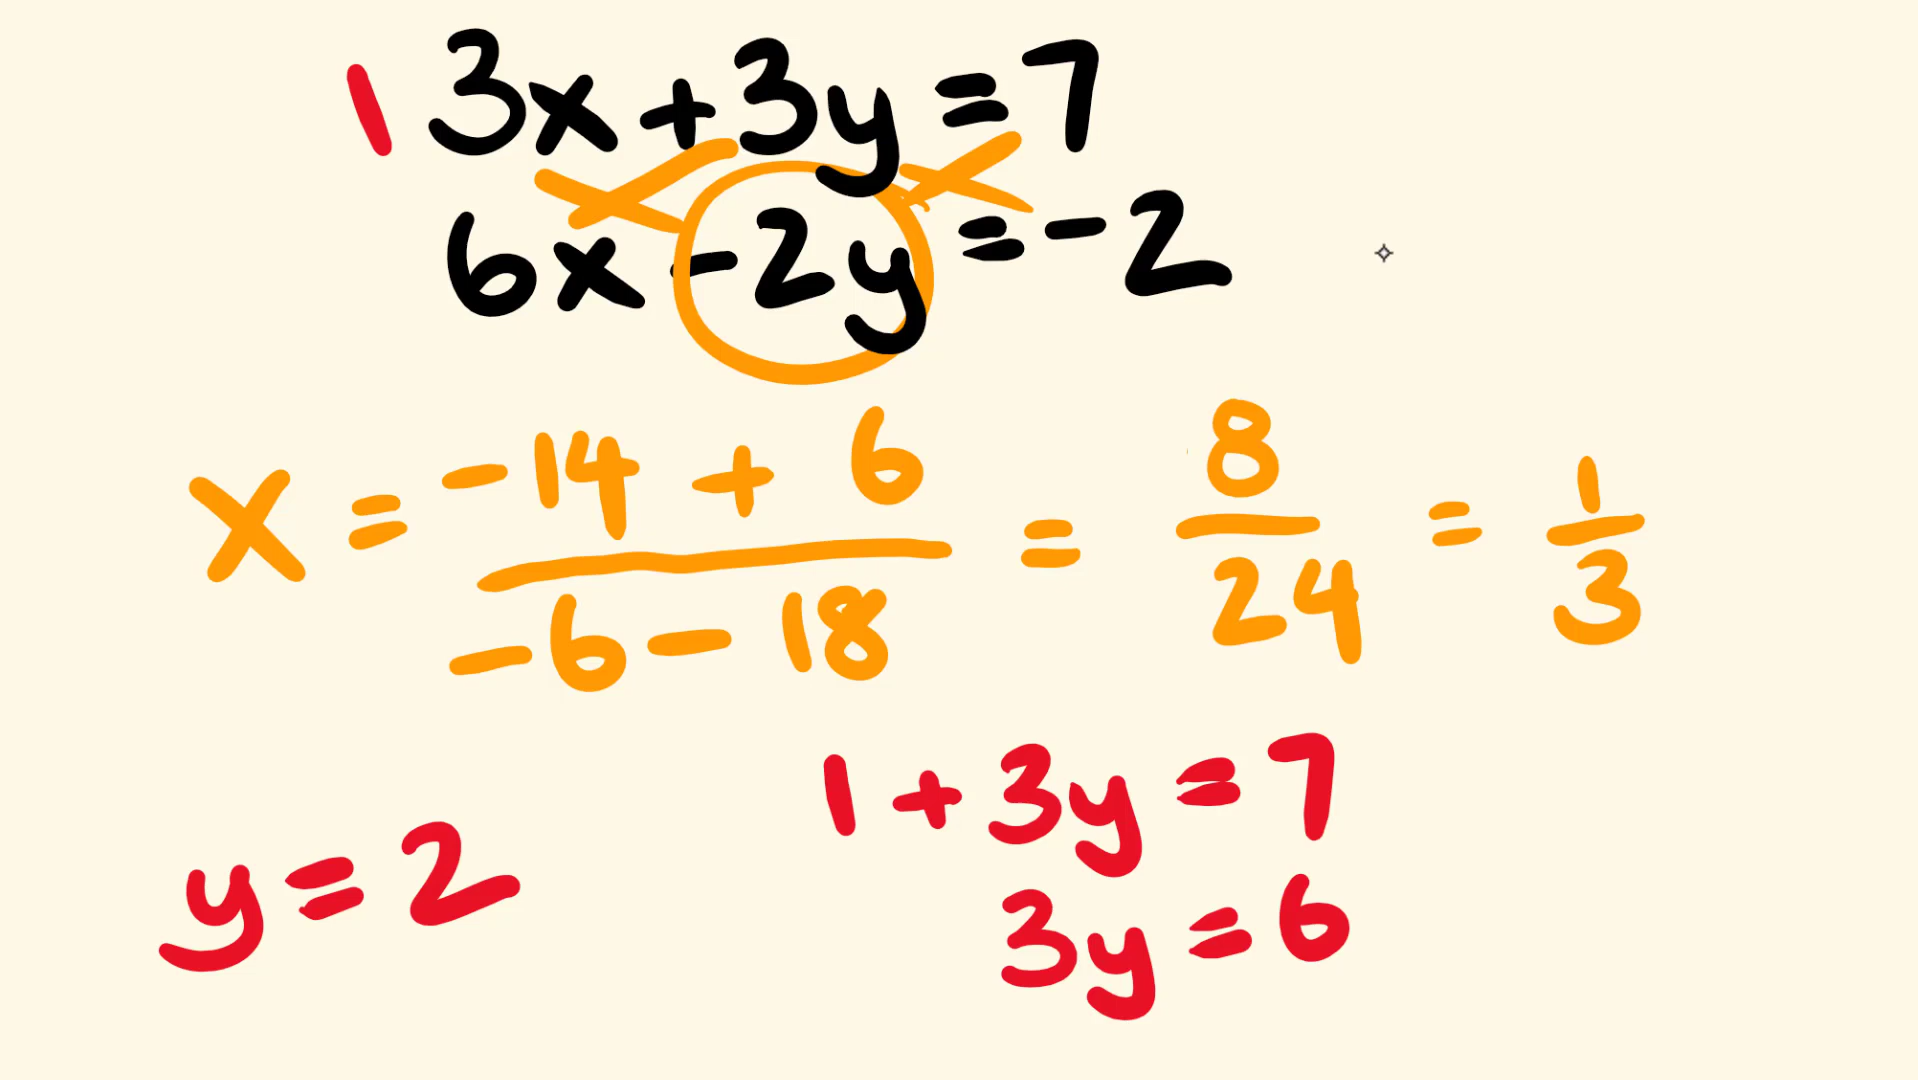 1 3x+3y=7
6x-2y=-2
x = -14 + 6 / -6 - 18 = 8/24 = 1/3
1+3y=7
y=2
3y=6